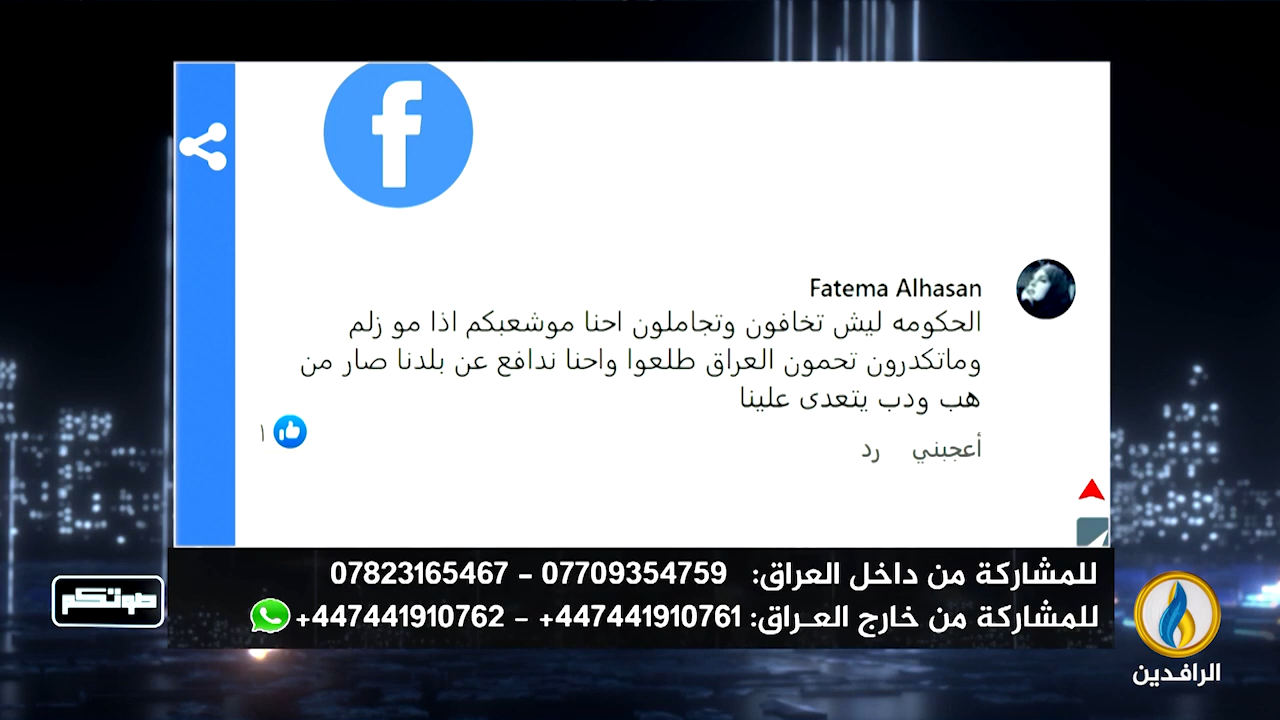 f
Fatema Alhasan
الحكومه ليش تخافون وتجاملون احنا موشعبكم اذا مو زلم
وماتكدرون تحمون العراق طلعوا واحنا ندافع عن بلدنا صار من
هب ودب يتعدى علينا
١
أعجبني رد
للمشاركة من داخل العراق: 07709354759 - 07823165467
للمشاركة من خارج العـراق: 447441910761+ - 447441910762+
صوتكم
الرافدين